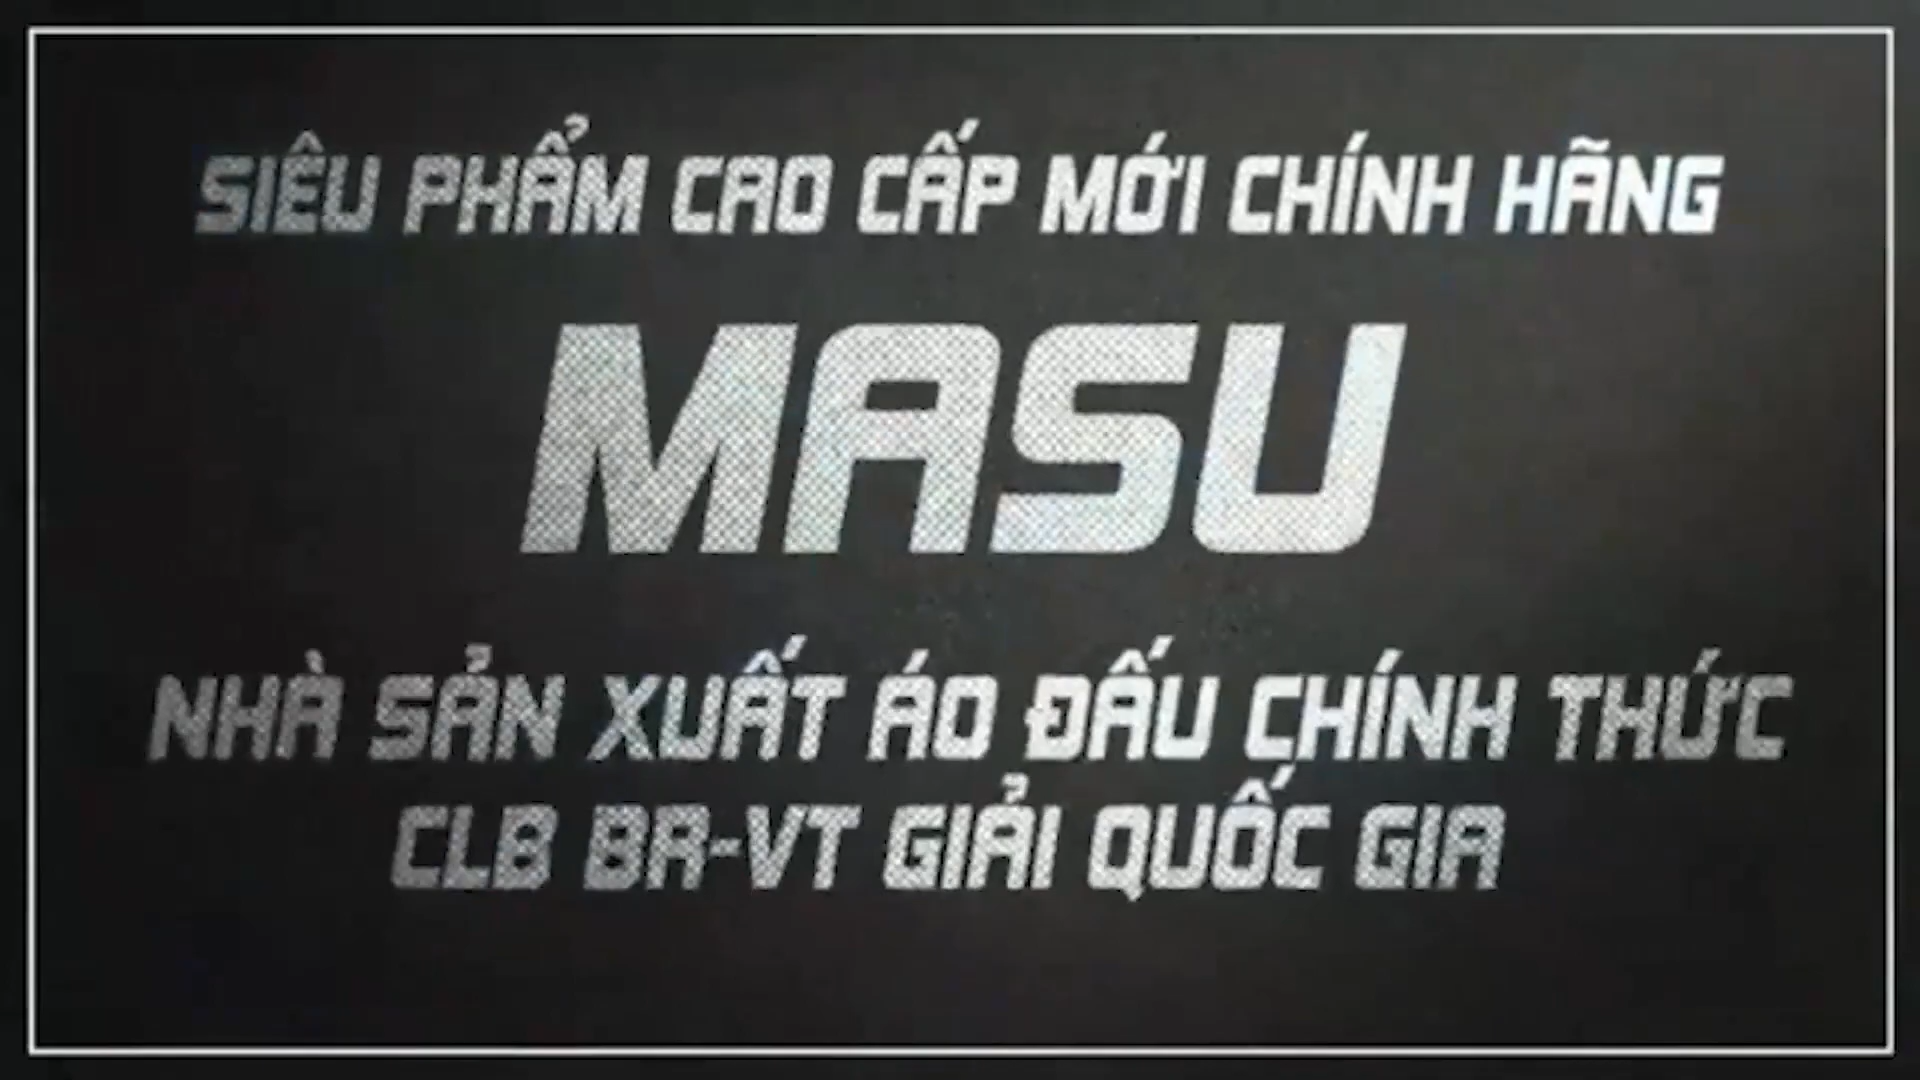 SIÊU PHẨM CAO CẤP MỚI CHÍNH HÃNG
MASU
NHÀ SẢN XUẤT ÁO ĐẤU CHÍNH THỨC
CLB BR-VT GIẢI QUỐC GIA